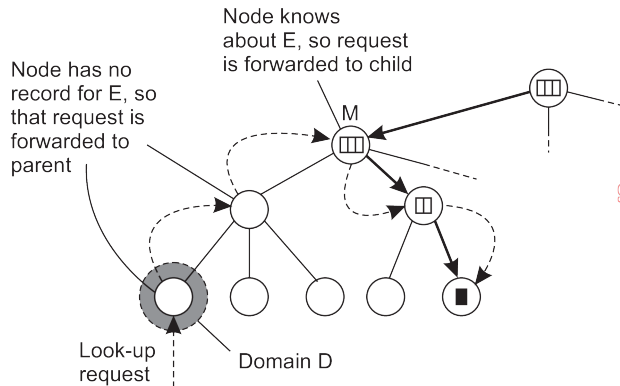 Node knows
about E, so request
is forwarded to child
Node has no
record for E, so
that request is
forwarded to
parent
M
Look-up
request
Domain D